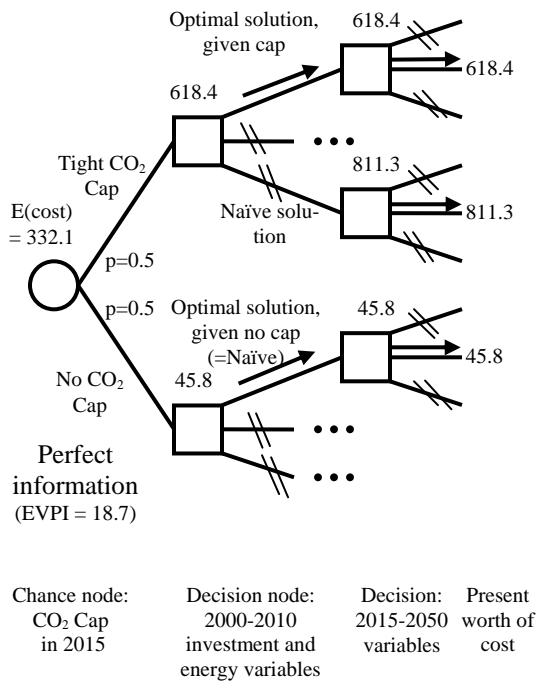 Optimal solution,
given cap
618.4
618.4
618.4
Tight CO₂
Cap
811.3
811.3
Naïve solu-
tion
E(cost)
= 332.1
p=0.5
p=0.5
Optimal solution,
given no cap
(=Naïve)
45.8
45.8
45.8
No CO₂
Cap
Perfect
information
(EVPI = 18.7)
Chance node:
CO₂ Cap
in 2015
Decision node:
2000-2010
investment and
energy variables
Decision:
2015-2050
variables
Present
worth of
cost